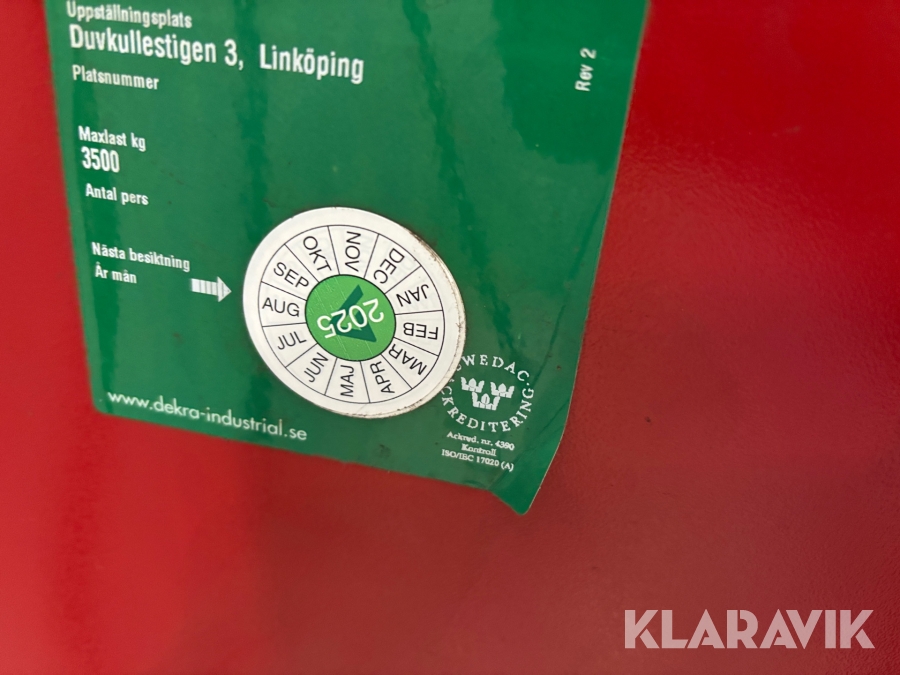 Uppställningsplats
Duvkullestigen 3, Linköping
Platsnummer
Rev 2
Maxlast kg
3500
Antal pers
Nästa besiktning
År mån
JAN
FEB
MAR
APR
MAJ
JUN
JUL
AUG
SEP
OKT
NOV
DEC
2025
www.dekra-industrial.se
SWEDAC
ACKREDITERING
Ackred. nr. 4390
Kontroll
ISO/IEC 17020 (A)
KLARAVIK